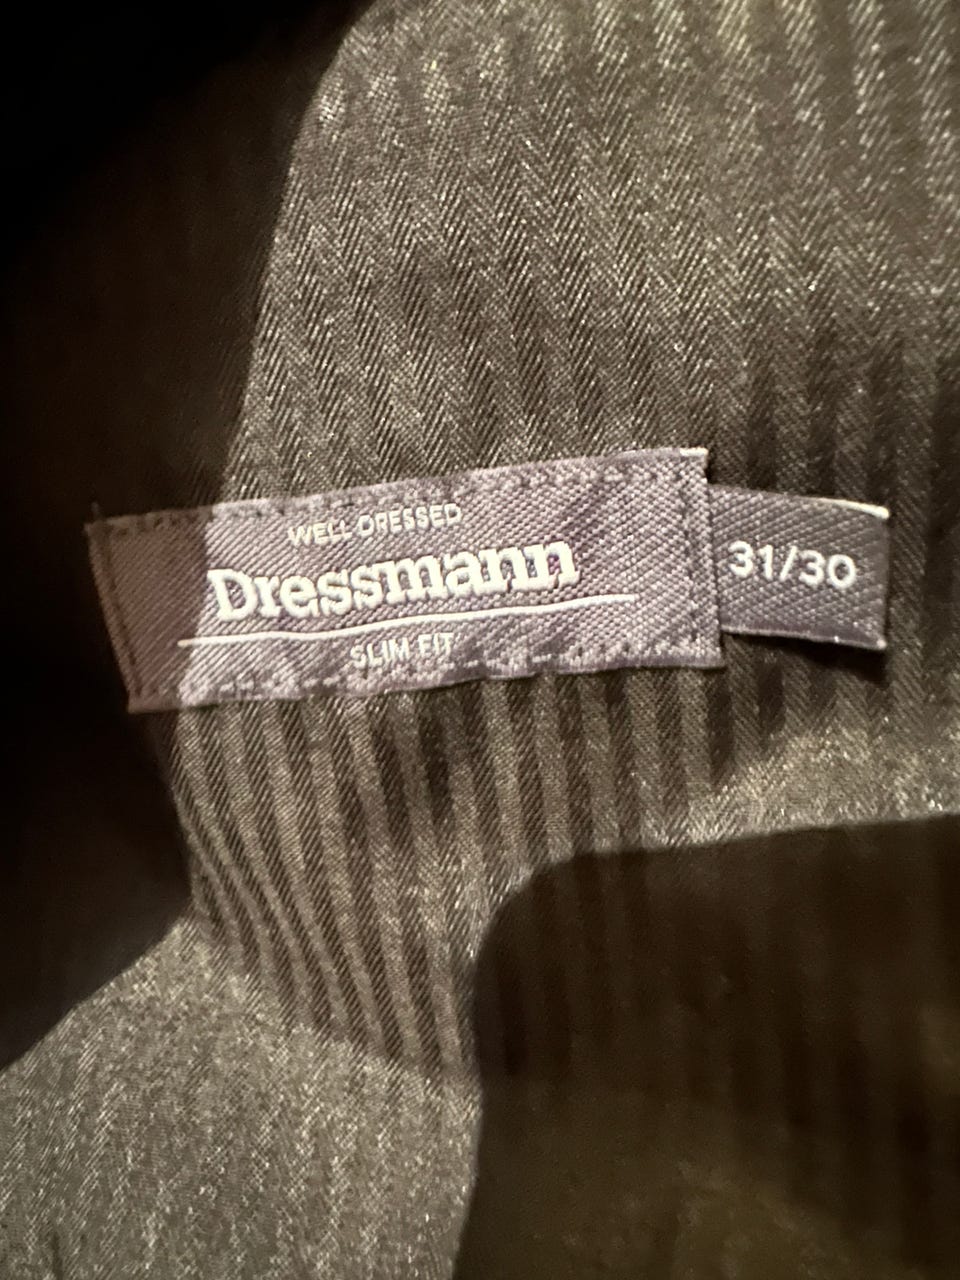 WELL DRESSED
Dressmann
SLIM FIT
31/30